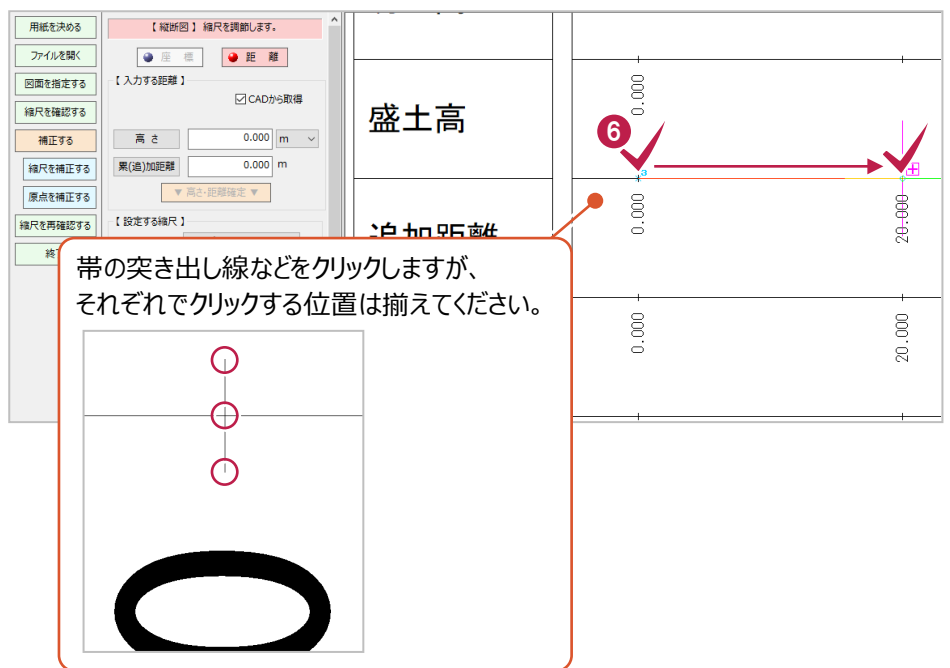 用紙を決める
ファイルを開く
図面を指定する
縮尺を確認する
補正する
縮尺を補正する
原点を補正する
縮尺を再確認する
終
【 縦断図 】 縮尺を調節します。
座 標
距 離
【 入力する距離 】
CADから取得
高 さ 0.000 m
累(追)加距離 0.000 m
▼ 高さ・距離確定 ▼
【 設定する縮尺 】
盛土高
追加距離
0.000
6
3
0.000
20.000
0.000
20.000
帯の突き出し線などをクリックしますが、
それぞれでクリックする位置は揃えてください。